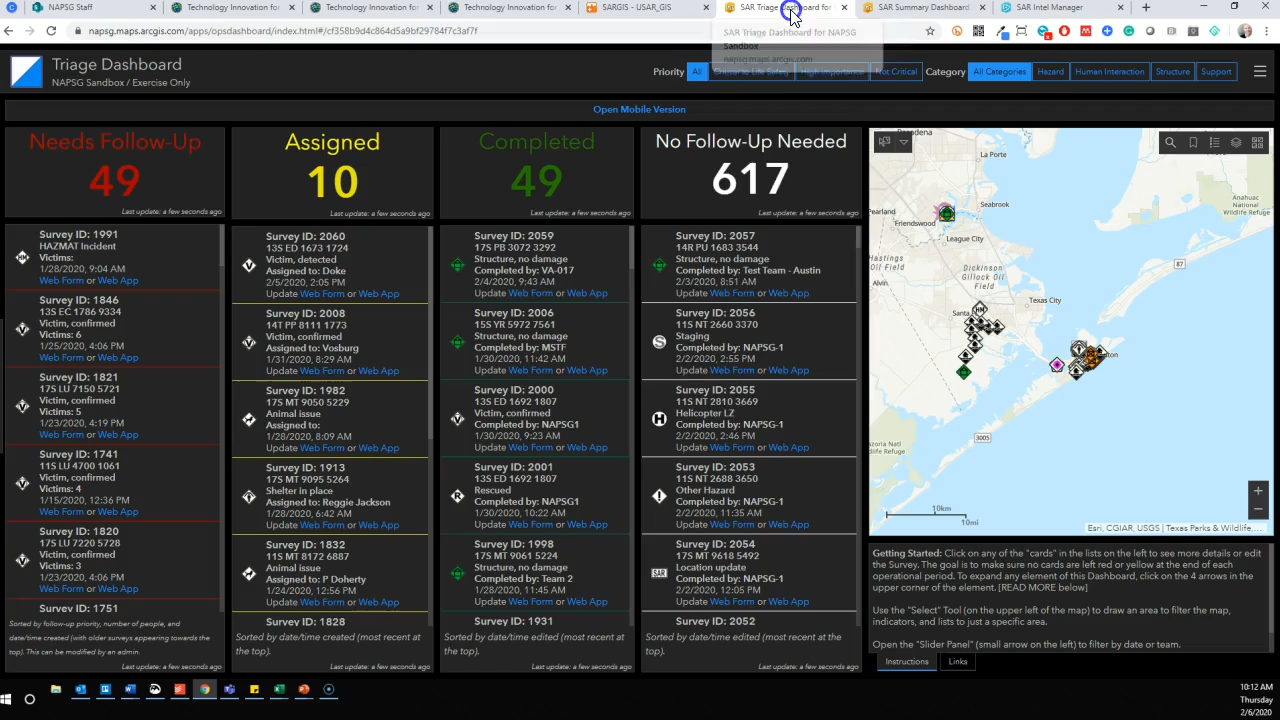 NAPSG Staff
Technology Innovation for
Technology Innovation for
Technology Innovation for
SARGIS - USAR_GIS
SAR Triage Dashboard for
SAR Summary Dashboard
SAR Intel Manager
napsg.maps.arcgis.com/apps/opsdashboard/index.html#/cf358b9d4c864d5a9bf29784f7c3af7f
SAR Triage Dashboard for NAPSG
Sandbox
napsg.maps.arcgis.com
Triage Dashboard
NAPSG Sandbox / Exercise Only
Priority
All
High Importance
Not Critical
Category
All Categories
Hazard
Human Interaction
Structure
Support
Open Mobile Version
Needs Follow-Up
49
Last update: a few seconds ago
Survey ID: 1991
HAZMAT Incident
Victims:
1/28/2020, 9:04 AM
Web Form or Web App
Survey ID: 1846
13S EC 1786 9334
Victim, confirmed
Victims: 6
1/25/2020, 4:06 PM
Web Form or Web App
Survey ID: 1821
17S LU 7150 5721
Victim, confirmed
Victims: 5
1/23/2020, 4:19 PM
Web Form or Web App
Survey ID: 1741
11S LU 4700 1061
Victim, confirmed
Victims: 4
1/15/2020, 12:36 PM
Web Form or Web App
Survey ID: 1820
17S LU 7220 5728
Victim, confirmed
Victims: 3
1/23/2020, 4:06 PM
Web Form or Web App
Survey ID: 1751
Sorted by follow-up priority, number of people, and
date/time created (with older surveys appearing towards the
top). This can be modified by an admin.
Last update: a few seconds ago
Assigned
10
Last update: a few seconds ago
Survey ID: 2060
13S ED 1673 1724
Victim, detected
Assigned to: Doke
2/5/2020, 2:05 PM
Update Web Form or Web App
Survey ID: 2008
14T PP 8111 1773
Victim, confirmed
Assigned to: Vosburg
1/31/2020, 8:29 AM
Update Web Form or Web App
Survey ID: 1982
17S MT 9050 5229
Animal issue
Assigned to:
1/28/2020, 8:09 AM
Update Web Form or Web App
Survey ID: 1913
17S MT 9095 5264
Shelter in place
Assigned to: Reggie Jackson
1/28/2020, 6:42 AM
Update Web Form or Web App
Survey ID: 1832
11S MT 8172 6887
Animal issue
Assigned to: P Doherty
1/24/2020, 12:56 PM
Update Web Form or Web App
Survey ID: 1828
Sorted by date/time created (most recent at
the top).
Last update: a few seconds ago
Completed
49
Last update: a few seconds ago
Survey ID: 2059
17S PB 3072 3292
Structure, no damage
Completed by: VA-017
2/4/2020, 9:43 AM
Update Web Form or Web App
Survey ID: 2006
15S YR 5972 7561
Structure, no damage
Completed by: MSTF
1/30/2020, 11:42 AM
Update Web Form or Web App
Survey ID: 2000
13S ED 1692 1807
Victim, confirmed
Completed by: NAPSG1
1/30/2020, 9:23 AM
Update Web Form or Web App
Survey ID: 2001
13S ED 1692 1807
Rescued
Completed by: NAPSG1
1/30/2020, 10:22 AM
Update Web Form or Web App
Survey ID: 1998
17S MT 9061 5224
Structure, no damage
Completed by: Team 2
1/28/2020, 11:45 AM
Update Web Form or Web App
Survey ID: 1931
Sorted by date/time edited (most recent at
the top).
Last update: a few seconds ago
No Follow-Up Needed
617
Last update: a few seconds ago
Survey ID: 2057
14R PU 1683 3544
Structure, no damage
Completed by: Test Team - Austin
2/3/2020, 8:51 AM
Update Web Form or Web App
Survey ID: 2056
11S NT 2660 3370
Staging
Completed by: NAPSG-1
2/2/2020, 2:55 PM
Update Web Form or Web App
Survey ID: 2055
11S NT 2810 3669
Helicopter LZ
Completed by: NAPSG-1
2/2/2020, 2:46 PM
Update Web Form or Web App
Survey ID: 2053
11S NT 2688 3650
Other Hazard
Completed by: NAPSG-1
2/2/2020, 11:35 AM
Update Web Form or Web App
Survey ID: 2054
17S MT 9618 5492
Location update
Completed by: NAPSG-1
2/2/2020, 12:05 PM
Update Web Form or Web App
Survey ID: 2052
Sorted by date/time edited (most recent at
the top).
Last update: a few seconds ago
La Porte
Pearland
Seabrook
Friendswood
League City
Hastings
Oil Field
Dickinson
Gillock Oil
Field
Alvin
Texas City
Santa
Anahuac
National
Wildlife Refuge
87
3005
Wildlife
Refuge
10km
10mi
Esri, CGIAR, USGS | Texas Parks & Wildlife,...
Getting Started: Click on any of the "cards" in the lists on the left to see more details or edit
the Survey. The goal is to make sure no cards are left red or yellow at the end of each
operational period. To expand any element of this Dashboard, click on the 4 arrows in the
upper corner of the element. [READ MORE below]
Use the "Select" Tool (on the upper left of the map) to draw an area to filter the map,
indicators, and lists to just a specific area.
Open the "Slider Panel" (small arrow on the left) to filter by date or team.
Instructions
Links
10:12 AM
Thursday
2/6/2020